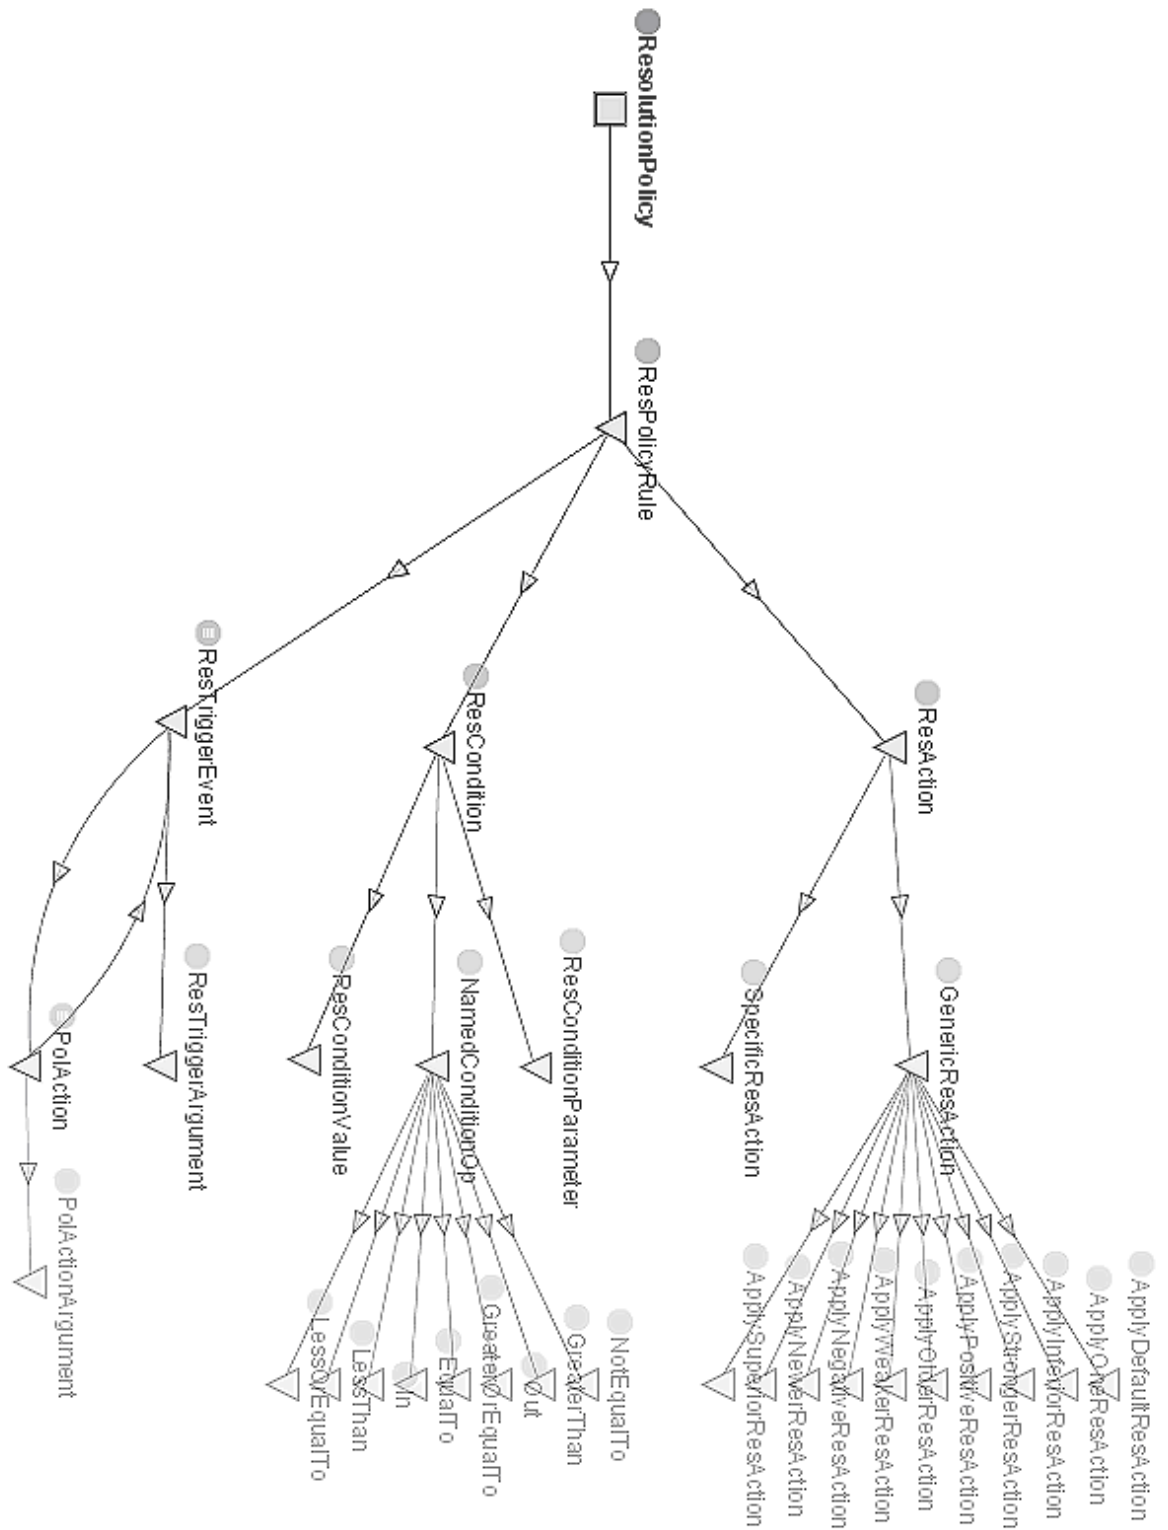 ResolutionPolicy
ResPolicyRule
ResTriggerEvent
ResCondition
ResAction
PolAction
ResTriggerArgument
ResConditionValue
NamedConditionOp
ResConditionParameter
SpecificResAction
GenericResAction
PolActionArgument
LessOrEqualTo
LessThan
In
EqualTo
GreaterOrEqualTo
Out
GreaterThan
NotEqualTo
ApplySuperiorResAction
ApplyNewerResAction
ApplyNegativeResAction
ApplyWeakerResAction
ApplyOlderResAction
ApplyPositiveResAction
ApplyStrongerResAction
ApplyInferiorResAction
ApplyOneResAction
ApplyDefaultResAction